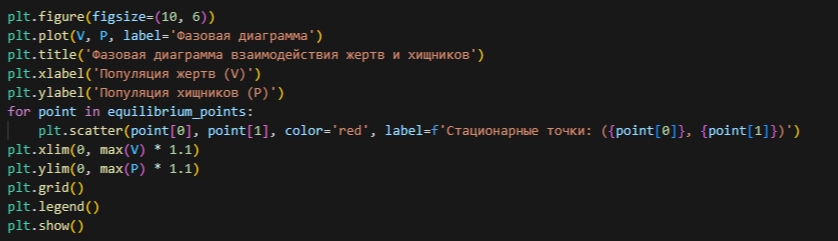 plt.figure(figsize=(10, 6))
plt.plot(V, P, label='Фазовая диаграмма')
plt.title('Фазовая диаграмма взаимодействия жертв и хищников')
plt.xlabel('Популяция жертв (V)')
plt.ylabel('Популяция хищников (P)')
for point in equilibrium_points:
    plt.scatter(point[0], point[1], color='red', label=f'Стационарные точки: ({point[0]}, {point[1]})')
plt.xlim(0, max(V) * 1.1)
plt.ylim(0, max(P) * 1.1)
plt.grid()
plt.legend()
plt.show()